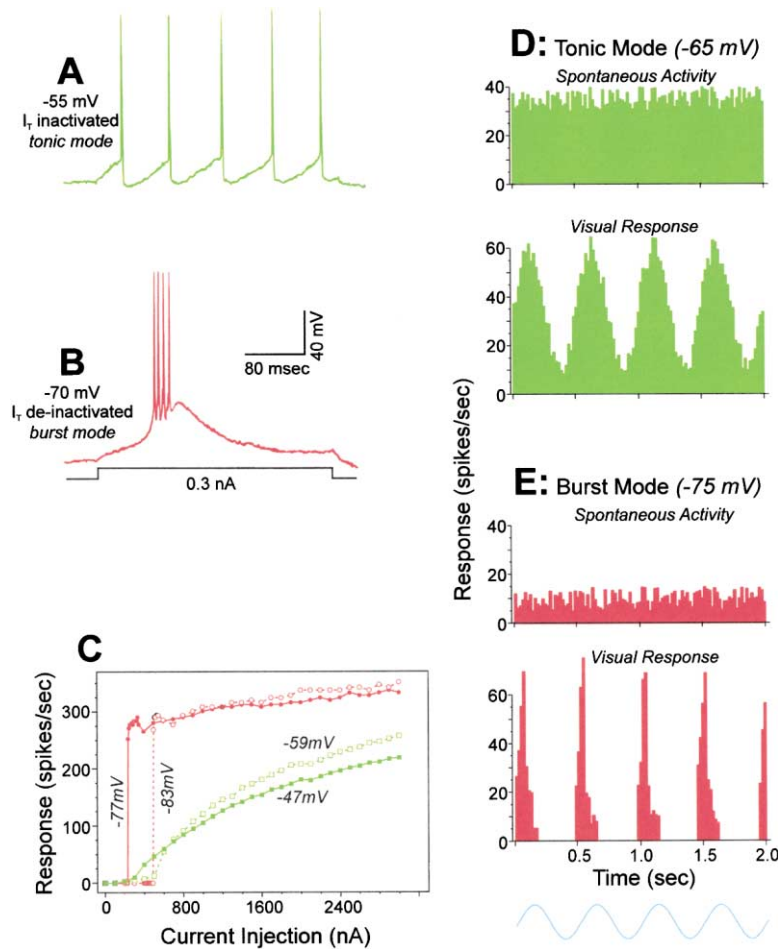 A
-55 mV
I_T inactivated
tonic mode
B
-70 mV
I_T de-inactivated
burst mode
40 mV
80 msec
0.3 nA
C
Response (spikes/sec)
300
200
100
0
-77mV
-83mV
-59mV
-47mV
0 800 1600 2400
Current Injection (nA)
D: Tonic Mode (-65 mV)
Spontaneous Activity
40
20
0
Visual Response
60
40
20
0
Response (spikes/sec)
E: Burst Mode (-75 mV)
Spontaneous Activity
40
20
0
Visual Response
60
40
20
0
0.5 1.0 1.5 2.0
Time (sec)